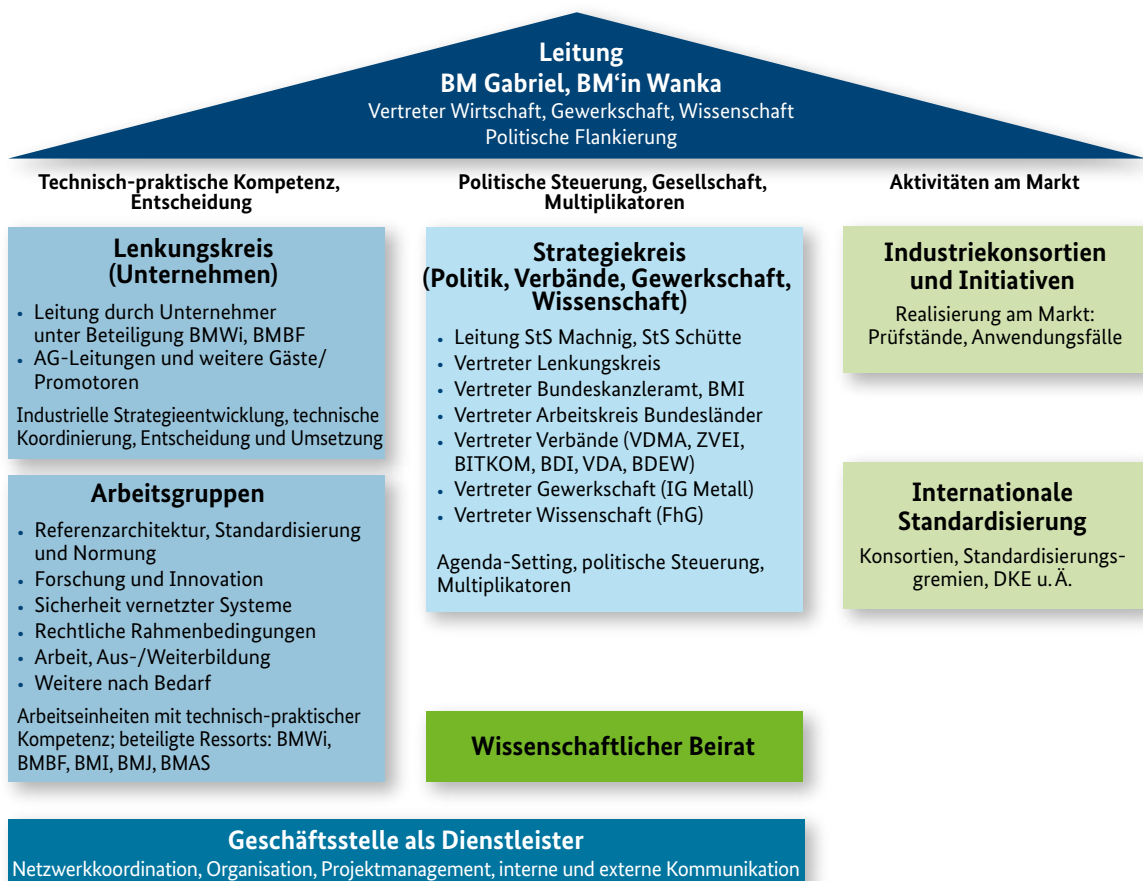 Leitung
BM Gabriel, BM‘in Wanka
Vertreter Wirtschaft, Gewerkschaft, Wissenschaft
Politische Flankierung
Technisch-praktische Kompetenz,
Entscheidung
Lenkungskreis
(Unternehmen)
• Leitung durch Unternehmer
unter Beteiligung BMWi, BMBF
• AG-Leitungen und weitere Gäste/
Promotoren
Industrielle Strategieentwicklung, technische
Koordinierung, Entscheidung und Umsetzung
Arbeitsgruppen
• Referenzarchitektur, Standardisierung
und Normung
• Forschung und Innovation
• Sicherheit vernetzter Systeme
• Rechtliche Rahmenbedingungen
• Arbeit, Aus-/Weiterbildung
• Weitere nach Bedarf
Arbeitseinheiten mit technisch-praktischer
Kompetenz; beteiligte Ressorts: BMWi,
BMBF, BMI, BMJ, BMAS
Politische Steuerung, Gesellschaft,
Multiplikatoren
Strategiekreis
(Politik, Verbände, Gewerkschaft,
Wissenschaft)
• Leitung StS Machnig, StS Schütte
• Vertreter Lenkungskreis
• Vertreter Bundeskanzleramt, BMI
• Vertreter Arbeitskreis Bundesländer
• Vertreter Verbände (VDMA, ZVEI,
BITKOM, BDI, VDA, BDEW)
• Vertreter Gewerkschaft (IG Metall)
• Vertreter Wissenschaft (FhG)
Agenda-Setting, politische Steuerung,
Multiplikatoren
Wissenschaftlicher Beirat
Aktivitäten am Markt
Industriekonsortien
und Initiativen
Realisierung am Markt:
Prüfstände, Anwendungsfälle
Internationale
Standardisierung
Konsortien, Standardisierungs-
gremien, DKE u. Ä.
Geschäftsstelle als Dienstleister
Netzwerkkoordination, Organisation, Projektmanagement, interne und externe Kommunikation